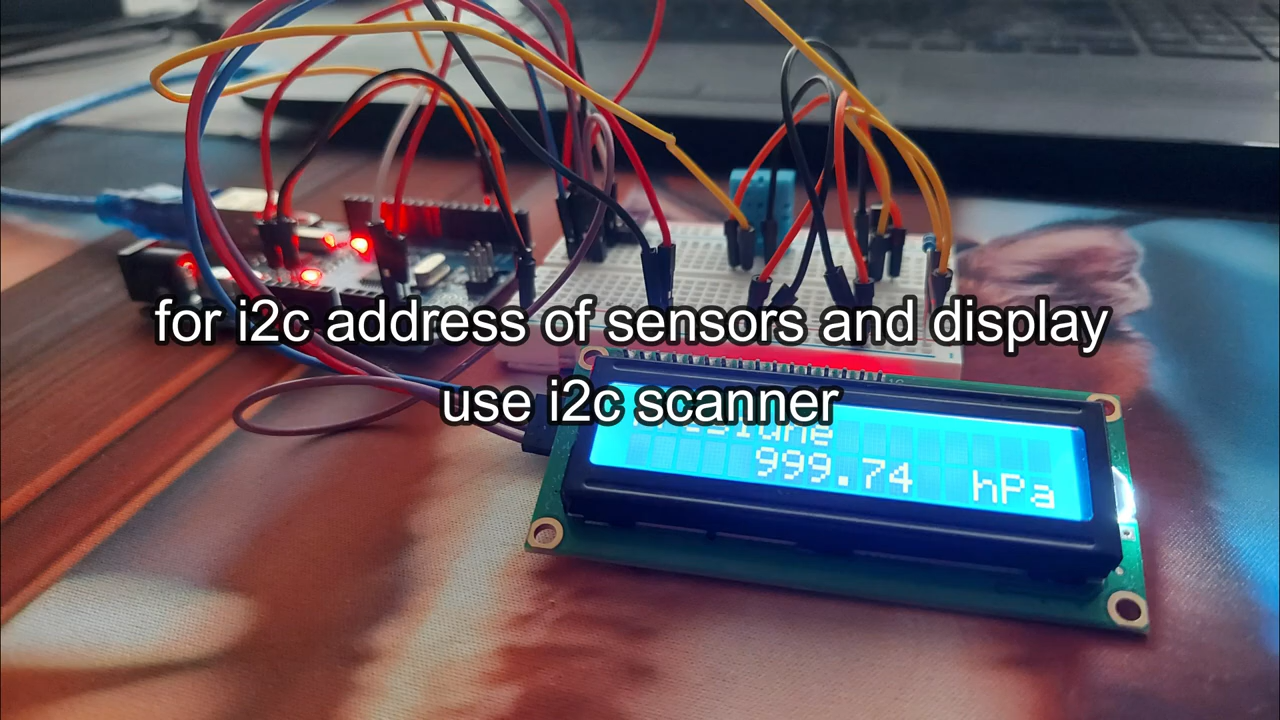 for i2c address of sensors and display
use i2c scanner
999.74 hPa